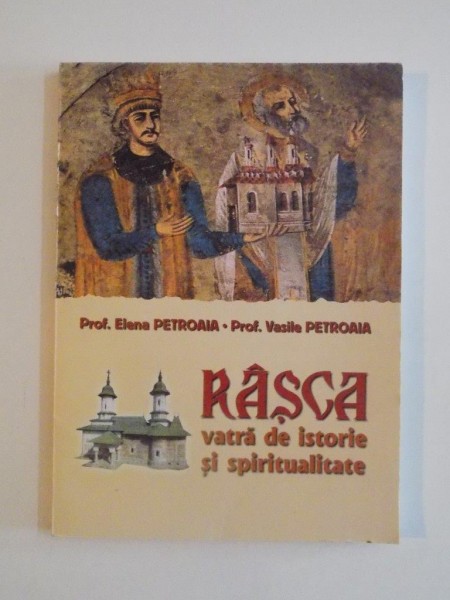 Prof. Elena PETROAIA • Prof. Vasile PETROAIA
RÂȘCA
vatră de istorie
și spiritualitate